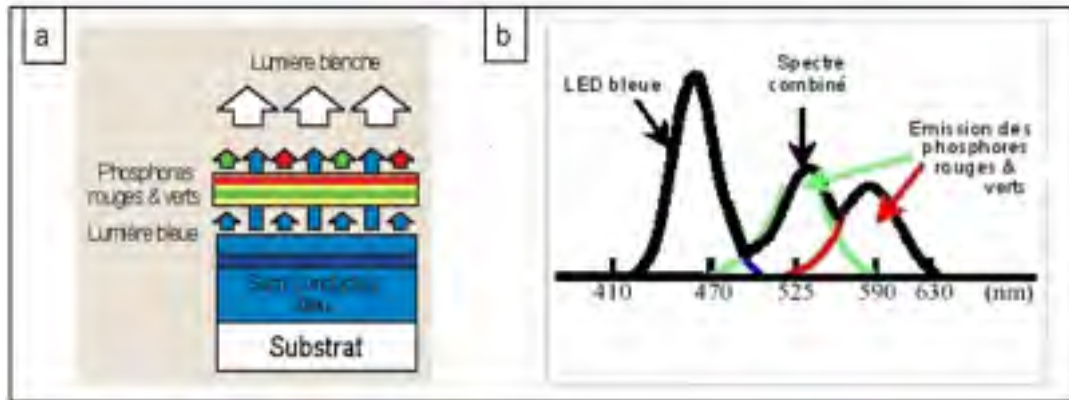 a
Lumière blanche
Phosphores
rouges & verts
Lumière bleue
Substrat
b
LED bleue
Spectre
combiné
Emission des
phosphores
rouges &
verts
410 470 525 590 630 (nm)